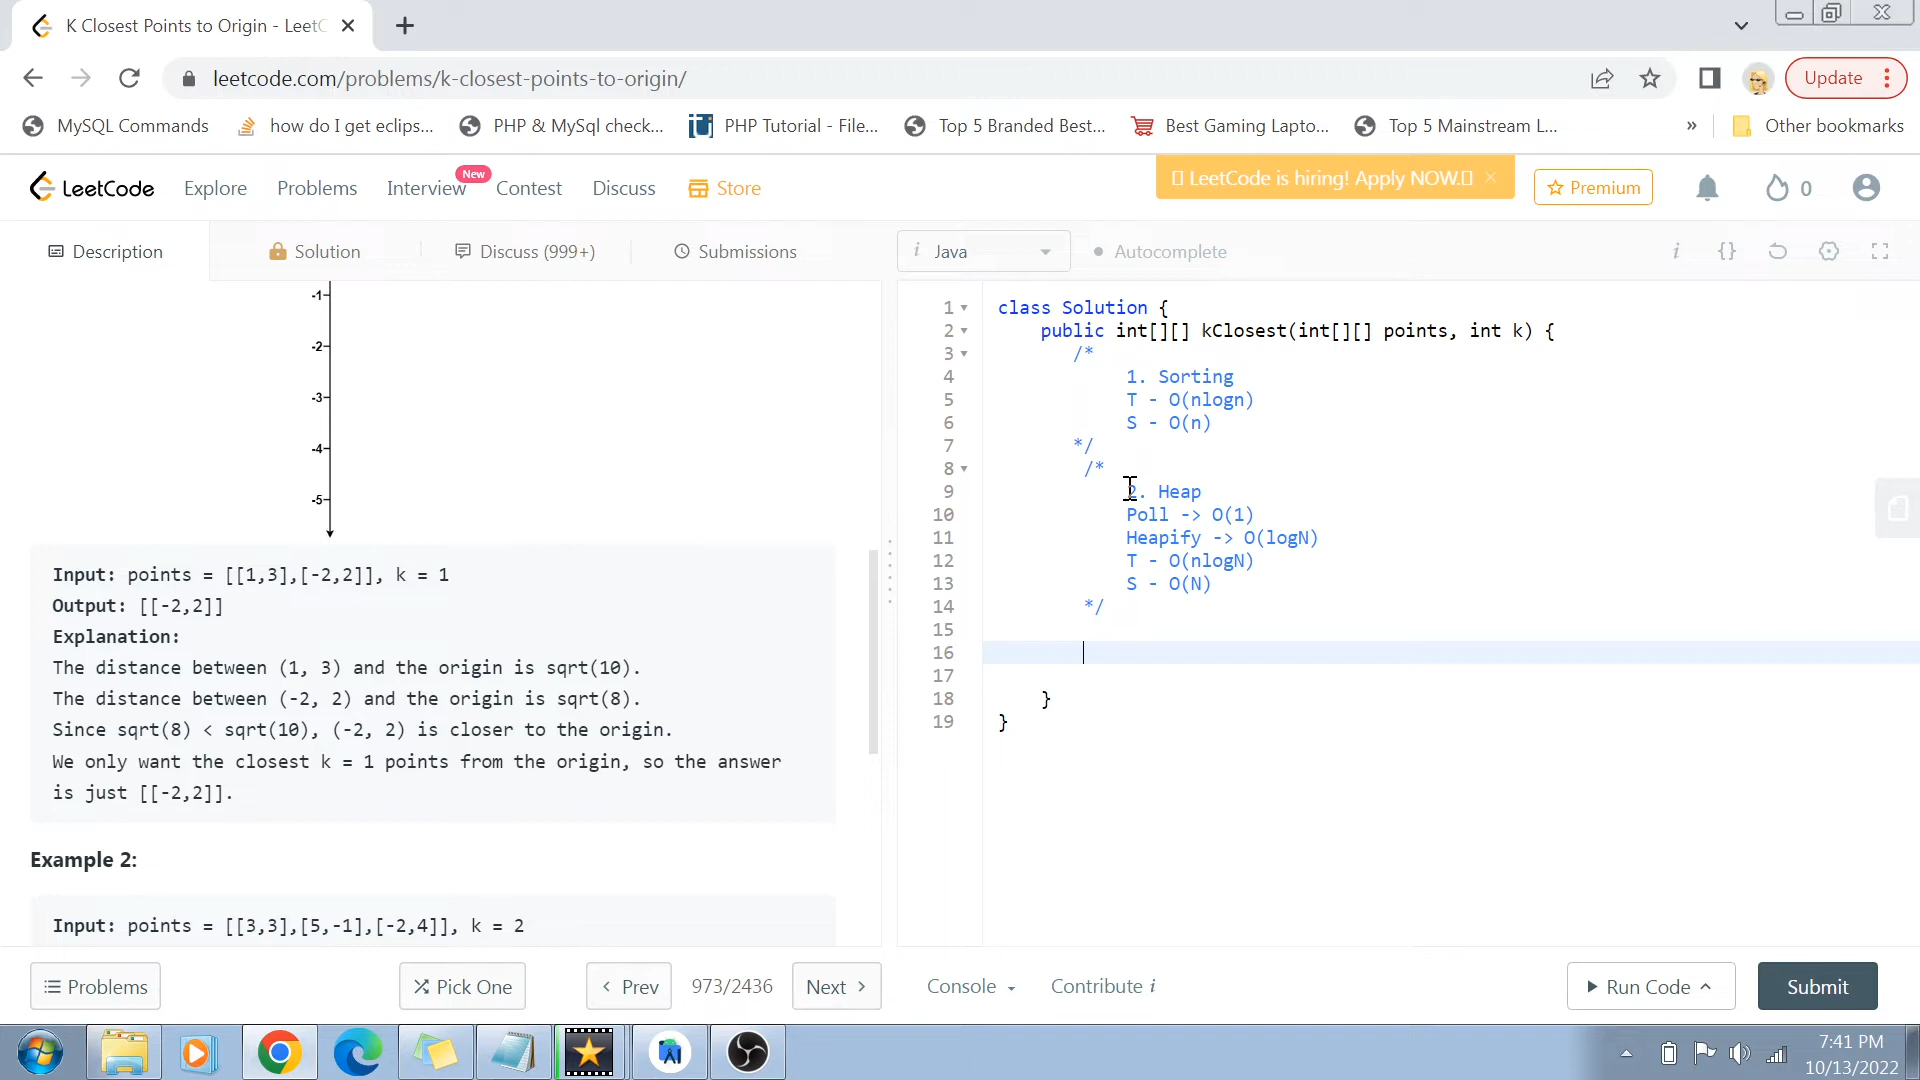 K Closest Points to Origin - LeetC
leetcode.com/problems/k-closest-points-to-origin/
Update
MySQL Commands
how do I get eclips...
PHP & MySql check...
PHP Tutorial - File...
Top 5 Branded Best...
Best Gaming Lapto...
Top 5 Mainstream L...
»
Other bookmarks
LeetCode
Explore
Problems
Interview
New
Contest
Discuss
Store
LeetCode is hiring! Apply NOW.
Premium
0
Description
Solution
Discuss (999+)
Submissions
i Java
Autocomplete
i
{}
-1
-2
-3
-4
-5
Input: points = [[1,3],[-2,2]], k = 1
Output: [[-2,2]]
Explanation:
The distance between (1, 3) and the origin is sqrt(10).
The distance between (-2, 2) and the origin is sqrt(8).
Since sqrt(8) < sqrt(10), (-2, 2) is closer to the origin.
We only want the closest k = 1 points from the origin, so the answer
is just [[-2,2]].
Example 2:
Input: points = [[3,3],[5,-1],[-2,4]], k = 2
1 class Solution {
2 public int[][] kClosest(int[][] points, int k) {
3 /*
4 1. Sorting
5 T - O(nlogn)
6 S - O(n)
7 */
8 /*
9 2. Heap
10 Poll -> O(1)
11 Heapify -> O(logN)
12 T - O(nlogN)
13 S - O(N)
14 */
15
16
17
18 }
19 }
Problems
Pick One
Prev
973/2436
Next
Console
Contribute i
Run Code
Submit
7:41 PM
10/13/2022